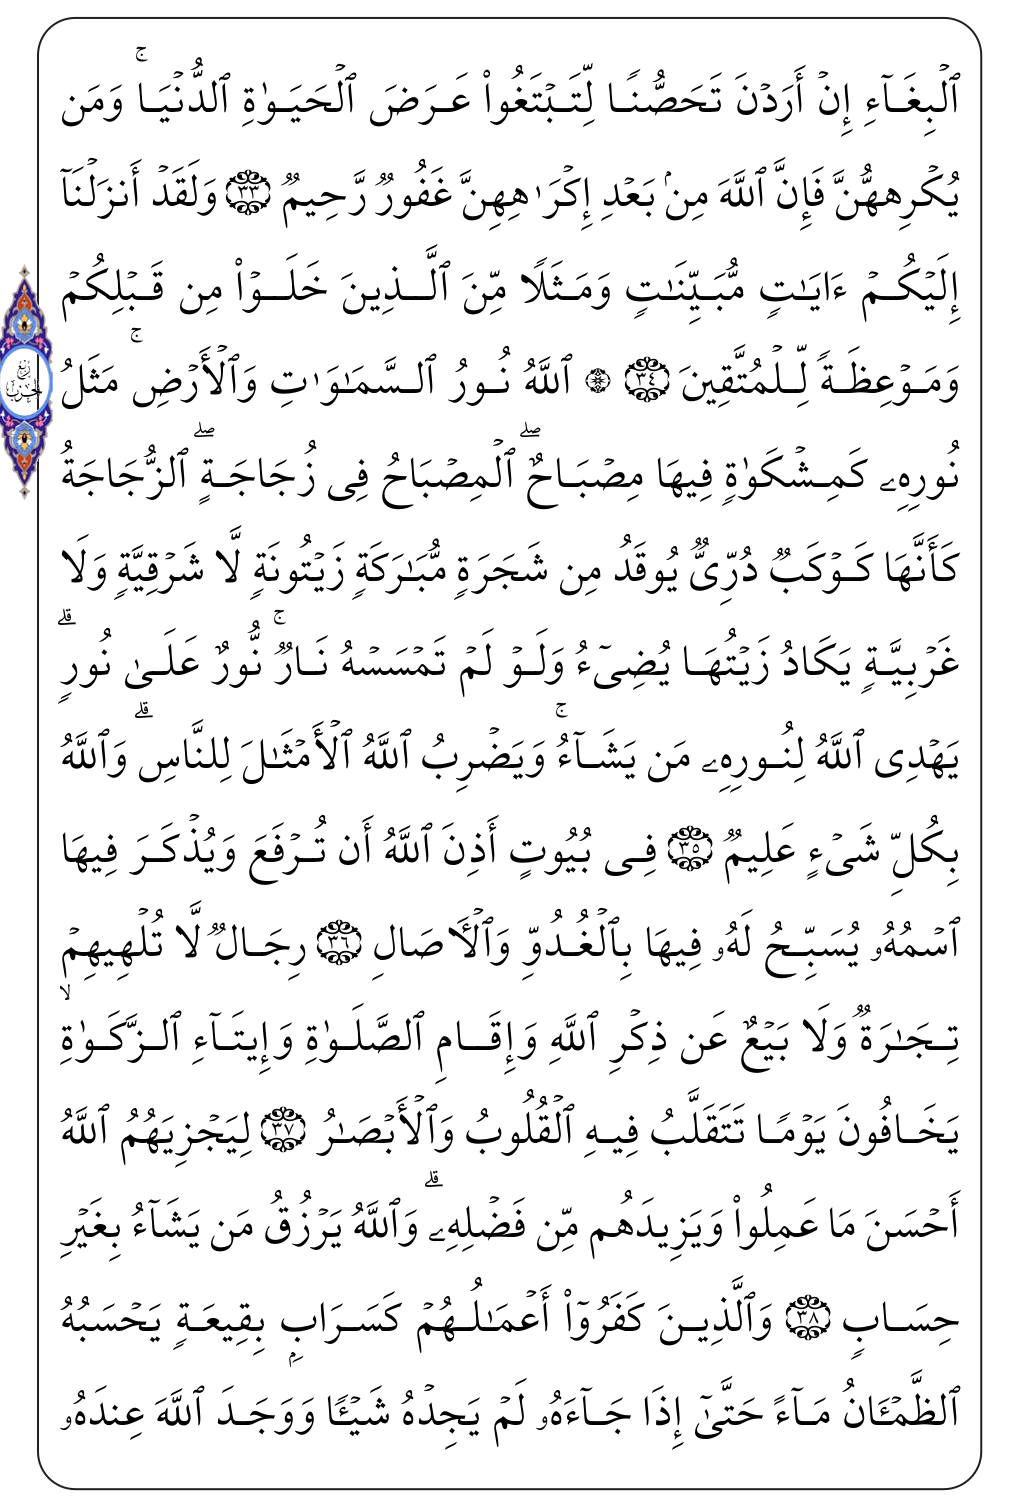 ٱلۡبِغَآءِ إِنۡ أَرَدۡنَ تَحَصُّنٗا لِّتَبۡتَغُواْ عَرَضَ ٱلۡحَيَوٰةِ ٱلدُّنۡيَاۚ وَمَن
يُكۡرِههُّنَّ فَإِنَّ ٱللَّهَ مِنۢ بَعۡدِ إِكۡرَٰهِهِنَّ غَفُورٞ رَّحِيمٞ ٣٣ وَلَقَدۡ أَنزَلۡنَآ
إِلَيۡكُمۡ ءَايَٰتٖ مُّبَيِّنَٰتٖ وَمَثَلٗا مِّنَ ٱلَّذِينَ خَلَوۡاْ مِن قَبۡلِكُمۡ
وَمَوۡعِظَةٗ لِّلۡمُتَّقِينَ ٣٤ ۞ ٱللَّهُ نُورُ ٱلسَّمَٰوَٰتِ وَٱلۡأَرۡضِۚ مَثَلُ
ربع الحزب
نُورِهِۦ كَمِشۡكَوٰةٖ فِيهَا مِصۡبَاحٌۖ ٱلۡمِصۡبَاحُ فِي زُجَاجَةٍۖ ٱلزُّجَاجَةُ
كَأَنَّهَا كَوۡكَبٞ دُرِّيّٞ يُوقَدُ مِن شَجَرَةٖ مُّبَٰرَكَةٖ زَيۡتُونَةٖ لَّا شَرۡقِيَّةٖ وَلَا
غَرۡبِيَّةٖ يَكَادُ زَيۡتُهَا يُضِيٓءُ وَلَوۡ لَمۡ تَمۡسَسۡهُ نَارٞۚ نُّورٌ عَلَىٰ نُورٖۗ
يَهۡدِي ٱللَّهُ لِنُورِهِۦ مَن يَشَآءُۚ وَيَضۡرِبُ ٱللَّهُ ٱلۡأَمۡثَٰلَ لِلنَّاسِۗ وَٱللَّهُ
بِكُلِّ شَيۡءٍ عَلِيمٞ ٣٥ فِي بُيُوتٍ أَذِنَ ٱللَّهُ أَن تُرۡفَعَ وَيُذۡكَرَ فِيهَا
ٱسۡمُهُۥ يُسَبِّحُ لَهُۥ فِيهَا بِٱلۡغُدُوِّ وَٱلۡأٓصَالِ ٣٦ رِجَالٞ لَّا تُلۡهِيهِمۡ
تِجَٰرَةٞ وَلَا بَيۡعٌ عَن ذِكۡرِ ٱللَّهِ وَإِقَامِ ٱلصَّلَوٰةِ وَإِيتَآءِ ٱلزَّكَوٰةِۙ
يَخَافُونَ يَوۡمٗا تَتَقَلَّبُ فِيهِ ٱلۡقُلُوبُ وَٱلۡأَبۡصَٰرُ ٣٧ لِيَجۡزِيَهُمُ ٱللَّهُ
أَحۡسَنَ مَا عَمِلُواْ وَيَزِيدَهُم مِّن فَضۡلِهِۦۗ وَٱللَّهُ يَرۡزُقُ مَن يَشَآءُ بِغَيۡرِ
حِسَابٖ ٣٨ وَٱلَّذِينَ كَفَرُوٓاْ أَعۡمَٰلُهُمۡ كَسَرَابِۭ بِقِيعَةٖ يَحۡسَبُهُ
ٱلظَّمۡـَٔانُ مَآءً حَتَّىٰٓ إِذَا جَآءَهُۥ لَمۡ يَجِدۡهُ شَيۡـٔٗا وَوَجَدَ ٱللَّهَ عِندَهُۥ